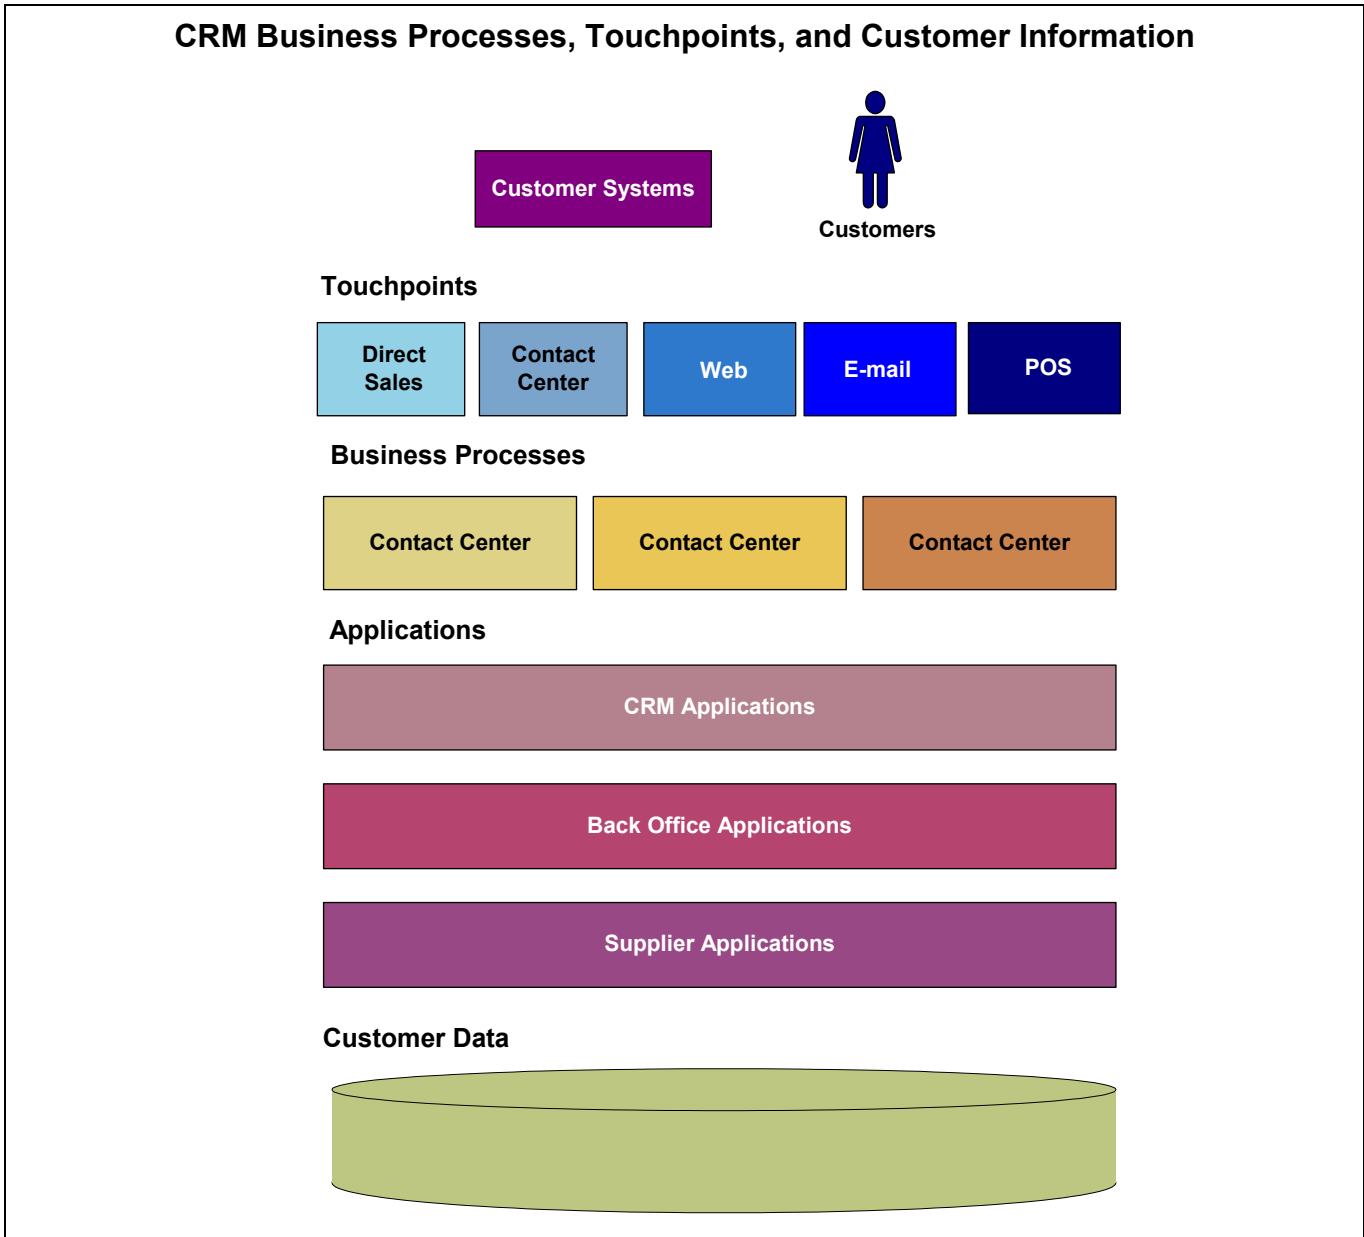 CRM Business Processes, Touchpoints, and Customer Information
Customer Systems
Customers
Touchpoints
Direct
Sales
Contact
Center
Web
E-mail
POS
Business Processes
Contact Center
Contact Center
Contact Center
Applications
CRM Applications
Back Office Applications
Supplier Applications
Customer Data